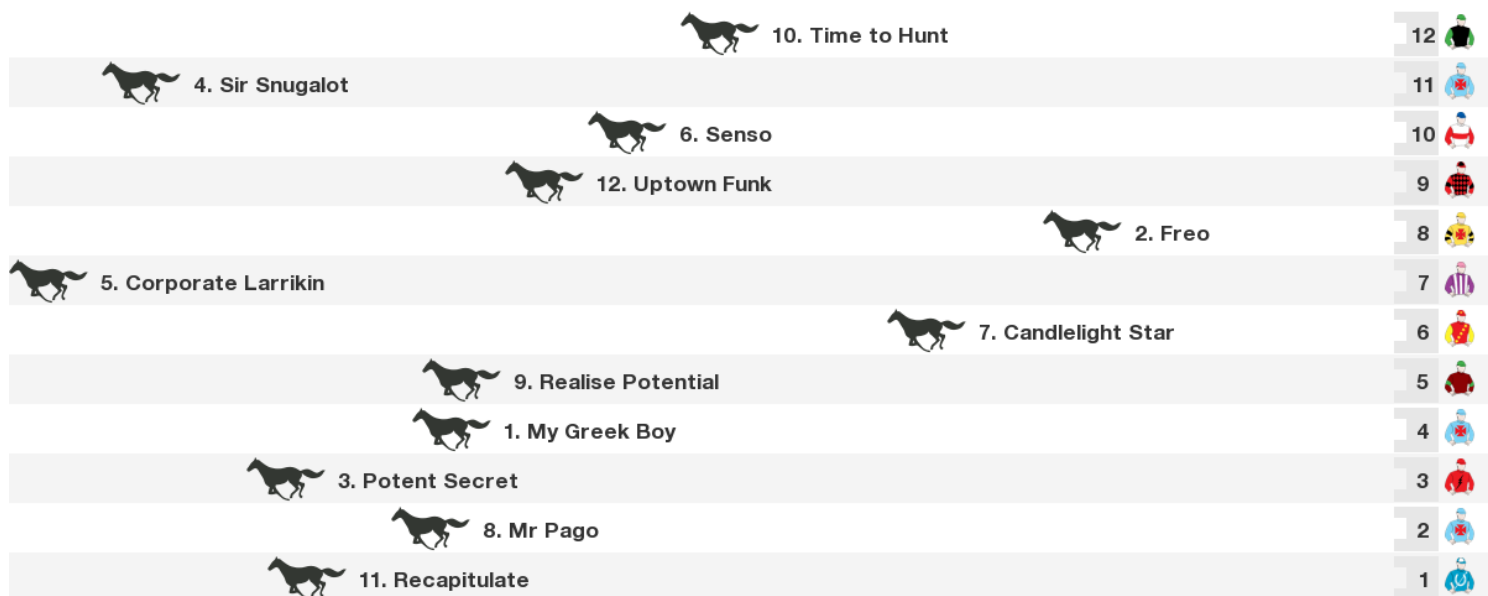 10. Time to Hunt 12
4. Sir Snugalot 11
6. Senso 10
12. Uptown Funk 9
2. Freo 8
5. Corporate Larrikin 7
7. Candlelight Star 6
9. Realise Potential 5
1. My Greek Boy 4
3. Potent Secret 3
8. Mr Pago 2
11. Recapitulate 1